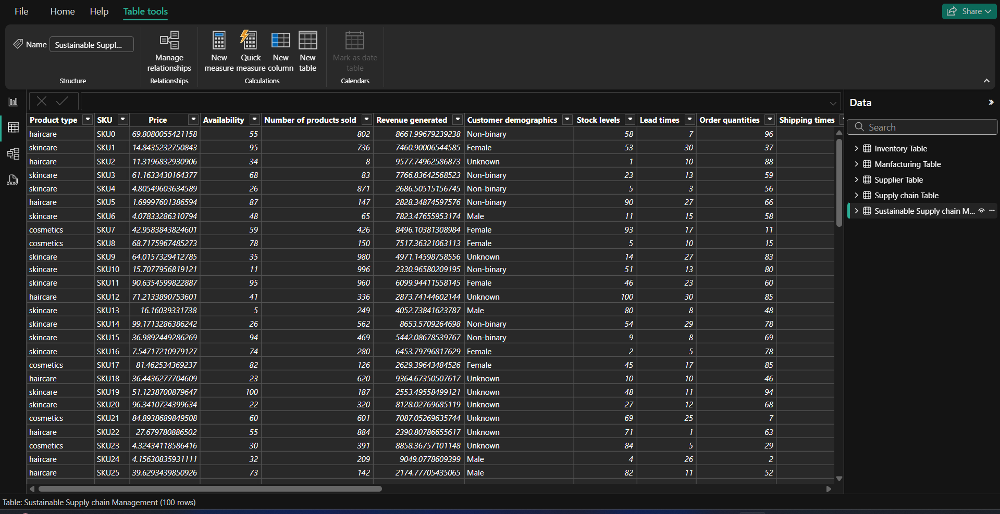 File Home Help Table tools Share
Name Sustainable Suppl...
Manage relationships
New measure
Quick measure
New column
New table
Mark as date table
Structure Relationships Calculations Calendars
Data
Search
Inventory Table
Manfacturing Table
Supplier Table
Supply chain Table
Sustainable Supply chain M...
DAX
Product type SKU Price Availability Number of products sold Revenue generated Customer demographics Stock levels Lead times Order quantities Shipping times
haircare SKU0 69.8080055421158 55 802 8661.99679239238 Non-binary 58 7 96
skincare SKU1 14.8435232750843 95 736 7460.90006544585 Female 53 30 37
haircare SKU2 11.3196832930906 34 8 9577.74962586873 Unknown 1 10 88
skincare SKU3 61.1633430164377 68 83 7766.83642568523 Non-binary 23 13 59
skincare SKU4 4.80549603634589 26 871 2686.50515156745 Non-binary 5 3 56
haircare SKU5 1.69997601386594 87 147 2828.34874597576 Non-binary 90 27 66
skincare SKU6 4.07833286310794 48 65 7823.47655953174 Male 11 15 58
cosmetics SKU7 42.9583843824601 59 426 8496.10381308984 Female 93 17 11
cosmetics SKU8 68.7175967485273 78 150 7517.36321063113 Female 5 10 15
skincare SKU9 64.0157329412785 35 980 4971.14598758556 Unknown 14 27 83
skincare SKU10 15.7077956819121 11 996 2330.96580209195 Non-binary 51 13 80
skincare SKU11 90.6354599822887 95 960 6099.94411558145 Female 46 23 60
haircare SKU12 71.2133890753601 41 336 2873.74144602144 Unknown 100 30 85
skincare SKU13 16.16039331738 5 249 4052.73841623787 Male 80 8 48
skincare SKU14 99.1713286386242 26 562 8653.5709264698 Non-binary 54 29 78
skincare SKU15 36.9892449286269 94 469 5442.08678539767 Non-binary 9 8 69
skincare SKU16 7.54717210979127 74 280 6453.79796817629 Female 2 5 78
cosmetics SKU17 81.462534369237 82 126 2629.39643484526 Female 45 17 85
haircare SKU18 36.4436277704609 23 620 9364.67350507617 Unknown 10 10 46
skincare SKU19 51.1238700879647 100 187 2553.49558499121 Unknown 48 11 94
skincare SKU20 96.3410724399634 22 320 8128.02769685119 Unknown 27 12 68
cosmetics SKU21 84.8938689849508 60 601 7087.05269635744 Unknown 69 25 7
haircare SKU22 27.679780886502 55 884 2390.80786655617 Unknown 71 1 63
cosmetics SKU23 4.32434118586416 30 391 8858.36757101148 Unknown 84 5 29
haircare SKU24 4.15630835931111 32 209 9049.0778609399 Male 4 26 2
haircare SKU25 39.6293439850926 73 142 2174.77705435065 Male 82 11 52
Table: Sustainable Supply chain Management (100 rows)